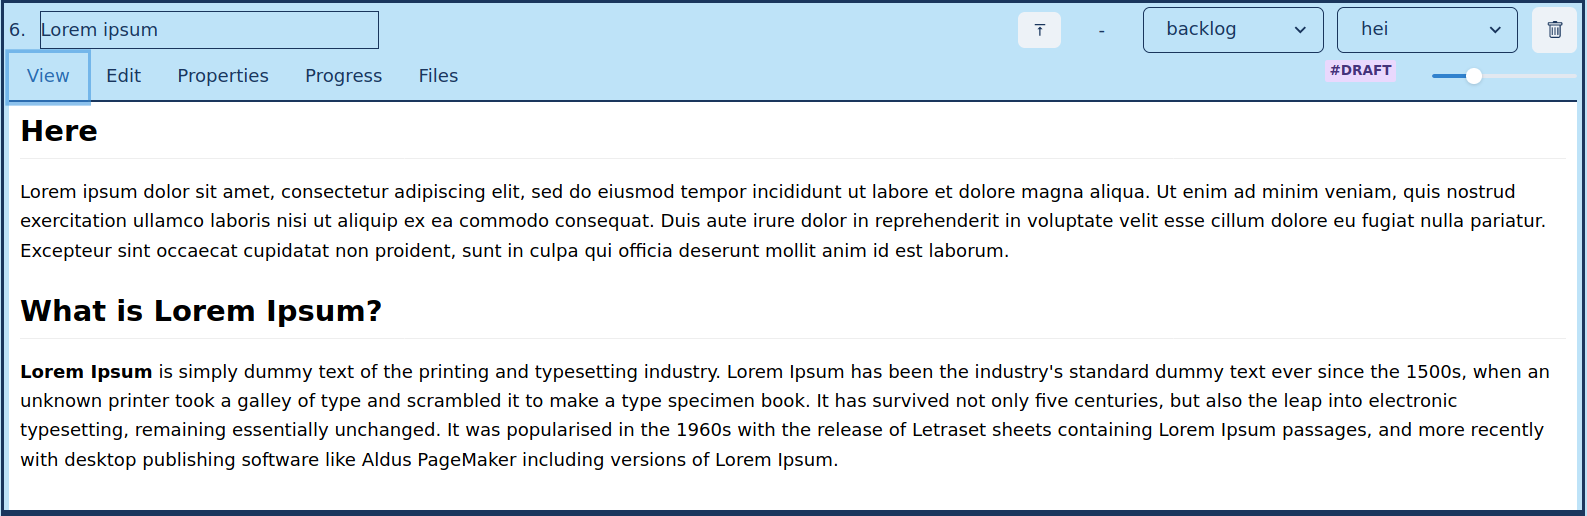 6. Lorem ipsum - backlog hei
View Edit Properties Progress Files #DRAFT
Here
Lorem ipsum dolor sit amet, consectetur adipiscing elit, sed do eiusmod tempor incididunt ut labore et dolore magna aliqua. Ut enim ad minim veniam, quis nostrud
exercitation ullamco laboris nisi ut aliquip ex ea commodo consequat. Duis aute irure dolor in reprehenderit in voluptate velit esse cillum dolore eu fugiat nulla pariatur.
Excepteur sint occaecat cupidatat non proident, sunt in culpa qui officia deserunt mollit anim id est laborum.
What is Lorem Ipsum?
Lorem Ipsum is simply dummy text of the printing and typesetting industry. Lorem Ipsum has been the industry's standard dummy text ever since the 1500s, when an
unknown printer took a galley of type and scrambled it to make a type specimen book. It has survived not only five centuries, but also the leap into electronic
typesetting, remaining essentially unchanged. It was popularised in the 1960s with the release of Letraset sheets containing Lorem Ipsum passages, and more recently
with desktop publishing software like Aldus PageMaker including versions of Lorem Ipsum.